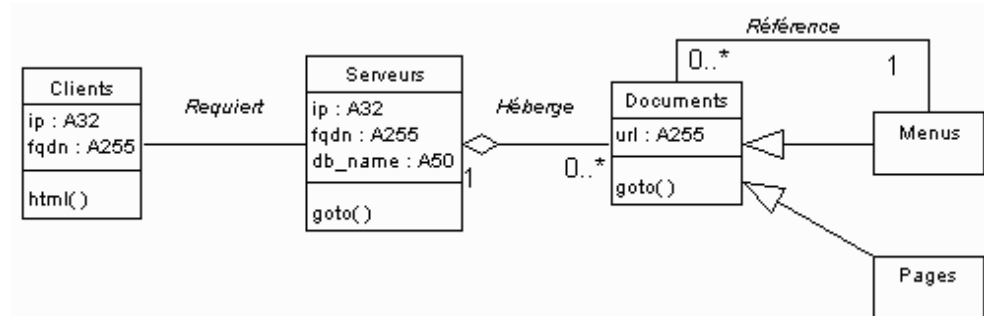 Clients
ip : A32
fqdn : A255
html()
Requiert
Serveurs
ip : A32
fqdn : A255
db_name : A50
goto()
1
Héberge
0..*
Documents
url : A255
goto()
Référence
0..*
1
Menus
Pages